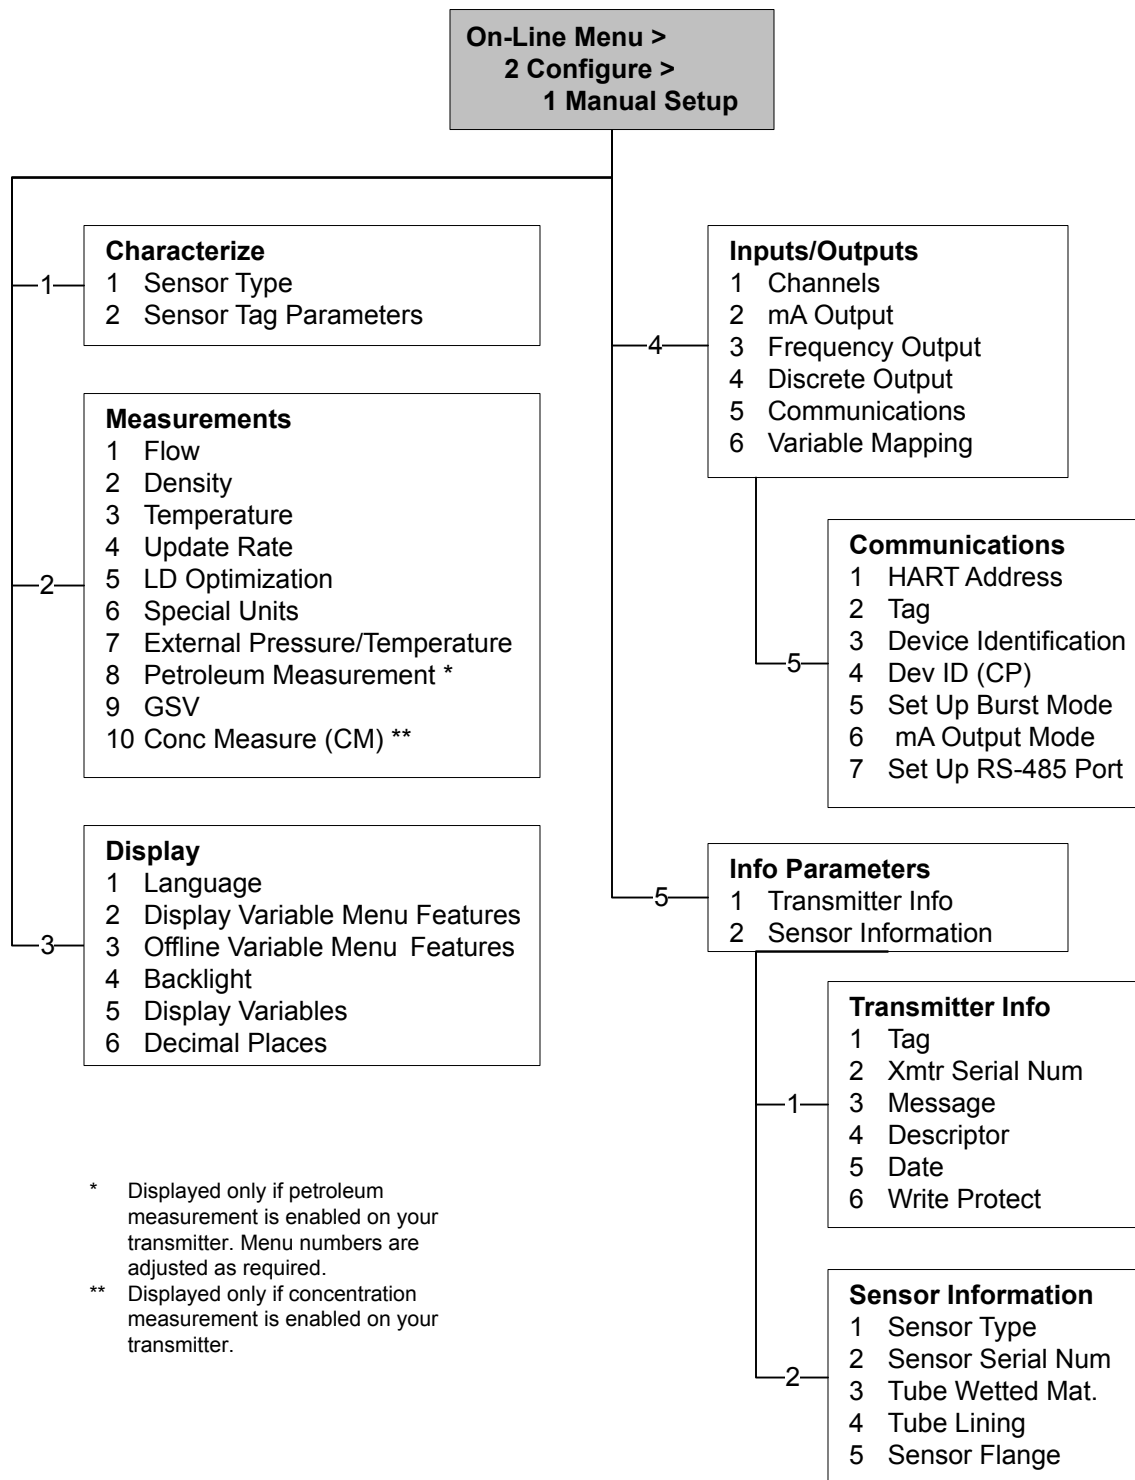 On-Line Menu >
2 Configure >
1 Manual Setup
1
Characterize
1 Sensor Type
2 Sensor Tag Parameters
2
Measurements
1 Flow
2 Density
3 Temperature
4 Update Rate
5 LD Optimization
6 Special Units
7 External Pressure/Temperature
8 Petroleum Measurement *
9 GSV
10 Conc Measure (CM) **
3
Display
1 Language
2 Display Variable Menu Features
3 Offline Variable Menu Features
4 Backlight
5 Display Variables
6 Decimal Places
* Displayed only if petroleum
measurement is enabled on your
transmitter. Menu numbers are
adjusted as required.
** Displayed only if concentration
measurement is enabled on your
transmitter.
4
Inputs/Outputs
1 Channels
2 mA Output
3 Frequency Output
4 Discrete Output
5 Communications
6 Variable Mapping
5
Communications
1 HART Address
2 Tag
3 Device Identification
4 Dev ID (CP)
5 Set Up Burst Mode
6 mA Output Mode
7 Set Up RS-485 Port
5
Info Parameters
1 Transmitter Info
2 Sensor Information
1
Transmitter Info
1 Tag
2 Xmtr Serial Num
3 Message
4 Descriptor
5 Date
6 Write Protect
2
Sensor Information
1 Sensor Type
2 Sensor Serial Num
3 Tube Wetted Mat.
4 Tube Lining
5 Sensor Flange